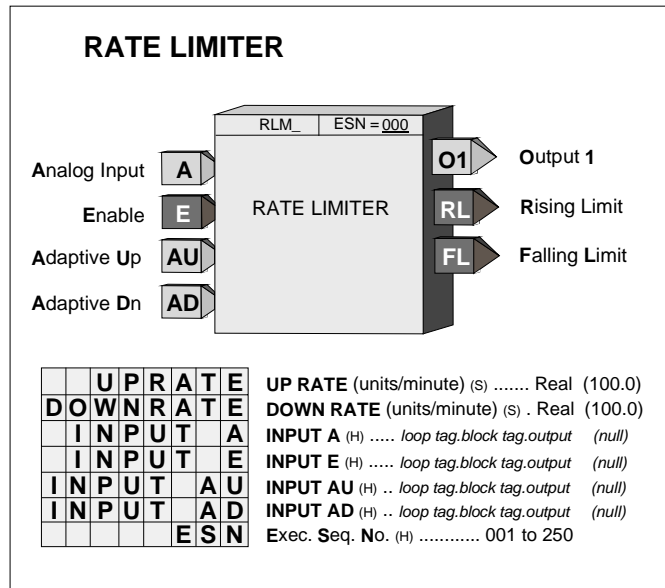 RATE LIMITER
RLM_ ESN = 000
Analog Input A
Enable E
Adaptive Up AU
Adaptive Dn AD
RATE LIMITER
O1 Output 1
RL Rising Limit
FL Falling Limit
UPRATE UP RATE (units/minute) (S) ....... Real (100.0)
DOWNRATE DOWN RATE (units/minute) (S) . Real (100.0)
INPUT A INPUT A (H) ..... loop tag.block tag.output (null)
INPUT E INPUT E (H) ..... loop tag.block tag.output (null)
INPUT AU INPUT AU (H) .. loop tag.block tag.output (null)
INPUT AD INPUT AD (H) .. loop tag.block tag.output (null)
ESN Exec. Seq. No. (H) ............ 001 to 250